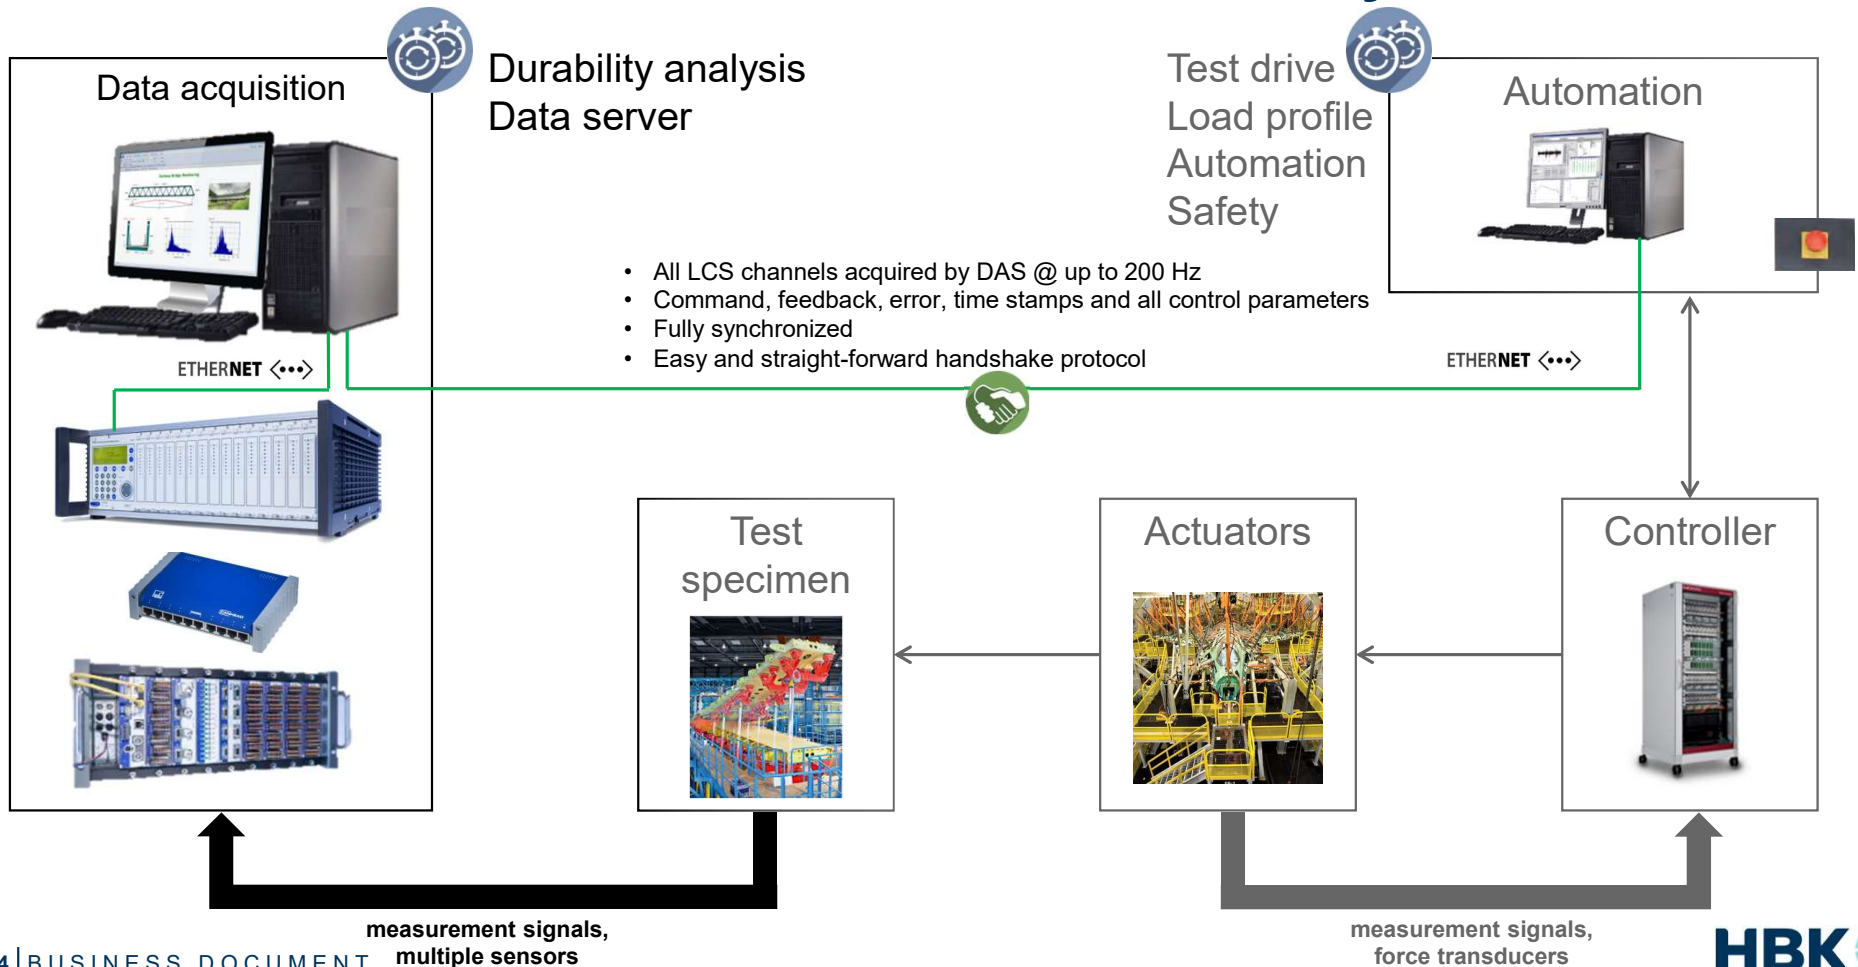 Data acquisition
Durability analysis
Data server
Test drive
Load profile
Automation
Safety
Automation
• All LCS channels acquired by DAS @ up to 200 Hz
• Command, feedback, error, time stamps and all control parameters
• Fully synchronized
• Easy and straight-forward handshake protocol
ETHERNET
ETHERNET
Test
specimen
Actuators
Controller
measurement signals,
multiple sensors
measurement signals,
force transducers
4 | BUSINESS DOCUMENT
HBK